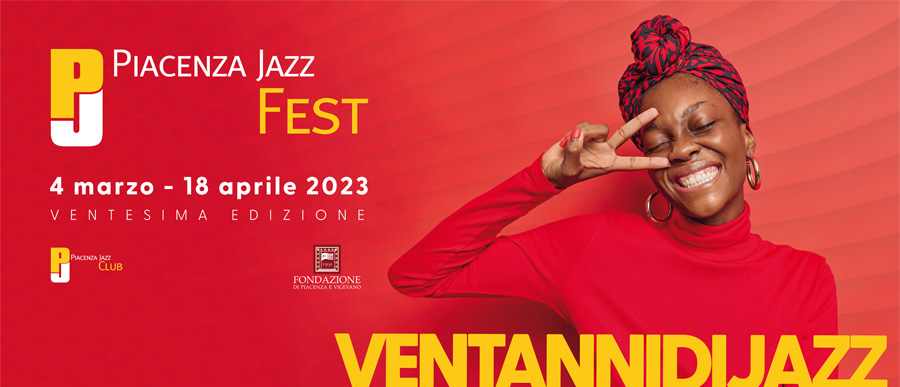 PJ
PIACENZA JAZZ
FEST
4 marzo - 18 aprile 2023
VENTESIMA EDIZIONE
PJ
PIACENZA JAZZ
CLUB
FONDAZIONE
DI PIACENZA E VIGEVANO
VENTANNIDIJAZZ